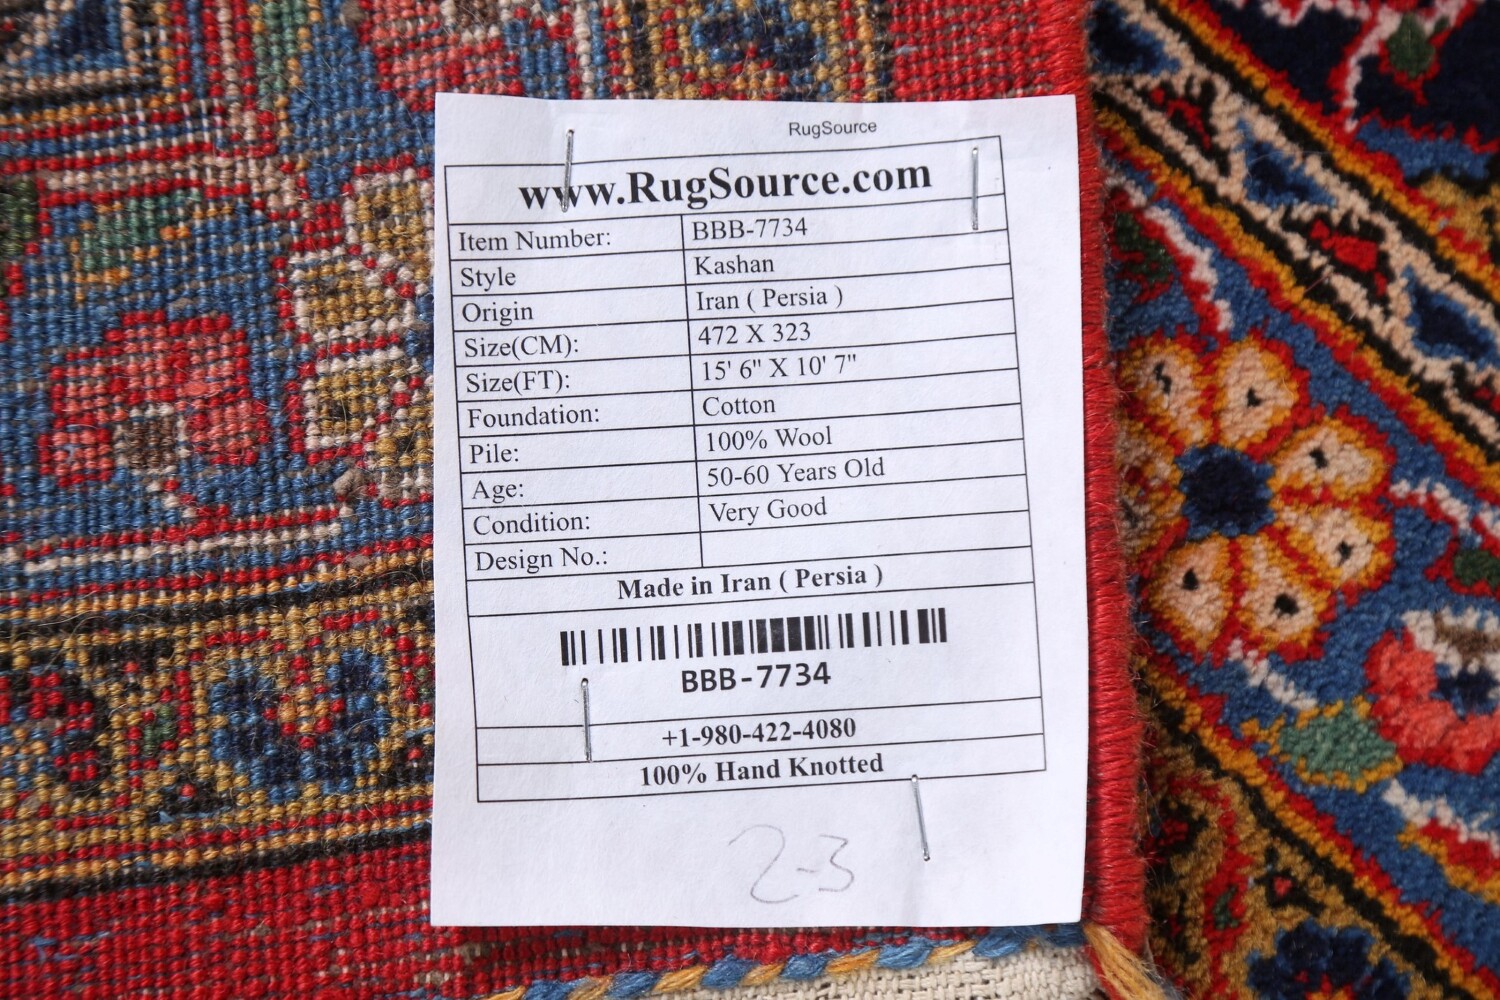 RugSource
www.RugSource.com
Item Number: BBB-7734
Style Kashan
Origin Iran ( Persia )
Size(CM): 472 X 323
Size(FT): 15' 6" X 10' 7"
Foundation: Cotton
Pile: 100% Wool
Age: 50-60 Years Old
Condition: Very Good
Design No.:
Made in Iran ( Persia )
BBB-7734
+1-980-422-4080
100% Hand Knotted
2-3